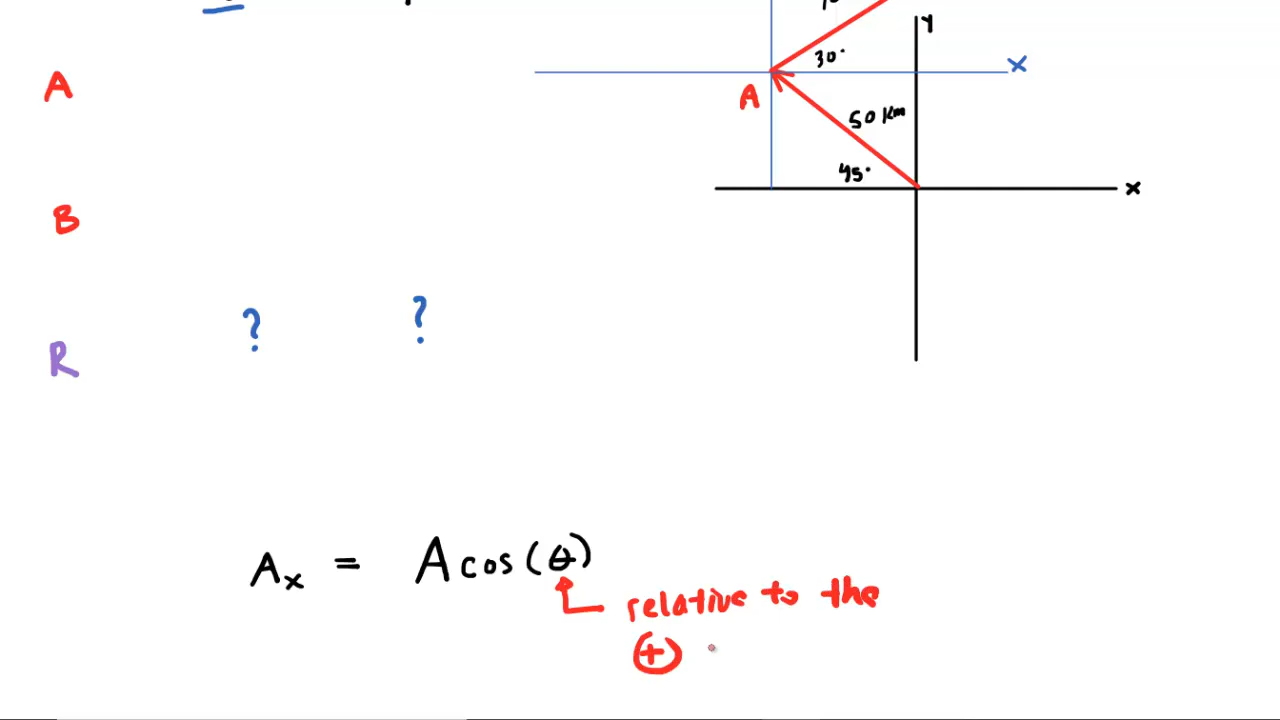 Y
30°
X
A
A
50 Km
45°
X
B
? ?
R
Ax = A cos(θ)
relative to the
(+)